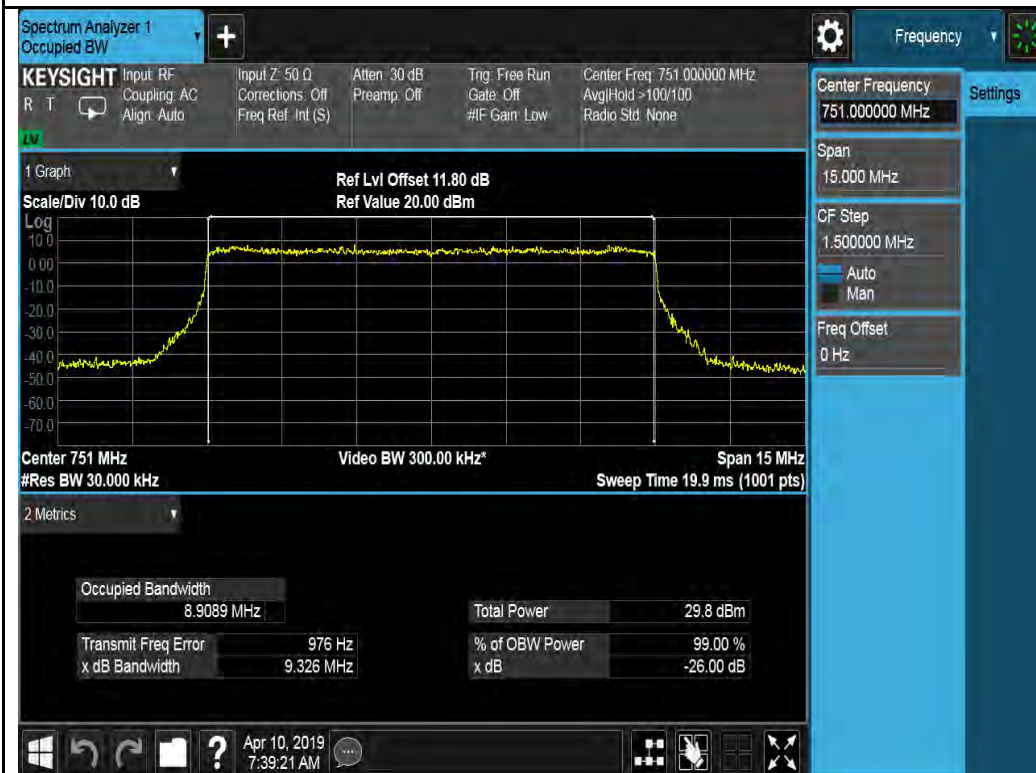 Spectrum Analyzer 1
Occupied BW
+
Frequency
KEYSIGHT
R T
LXI
Input: RF
Coupling: AC
Align: Auto
Input Z: 50 Ω
Corrections: Off
Freq Ref: Int (S)
Atten: 30 dB
Preamp: Off
Trig: Free Run
Gate: Off
#IF Gain: Low
Center Freq: 751.000000 MHz
Avg|Hold:>100/100
Radio Std: None
Center Frequency
751.000000 MHz
Settings
Span
15.000 MHz
CF Step
1.500000 MHz
Auto
Man
Freq Offset
0 Hz
1 Graph
Scale/Div 10.0 dB
Ref Lvl Offset 11.80 dB
Ref Value 20.00 dBm
Log
10.0
0.00
-10.0
-20.0
-30.0
-40.0
-50.0
-60.0
-70.0
Center 751 MHz
Video BW 300.00 kHz*
Span 15 MHz
#Res BW 30.000 kHz
Sweep Time 19.9 ms (1001 pts)
2 Metrics
Occupied Bandwidth
8.9089 MHz
Total Power 29.8 dBm
Transmit Freq Error 976 Hz
% of OBW Power 99.00 %
x dB Bandwidth 9.326 MHz
x dB -26.00 dB
?
Apr 10, 2019
7:39:21 AM